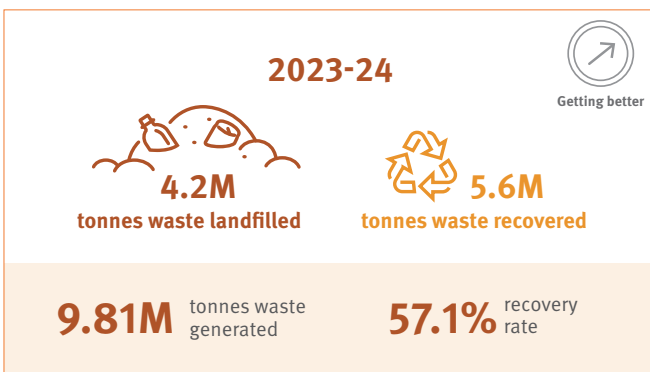 2023-24
Getting better
4.2M
tonnes waste landfilled
5.6M
tonnes waste recovered
9.81M tonnes waste
generated
57.1% recovery
rate